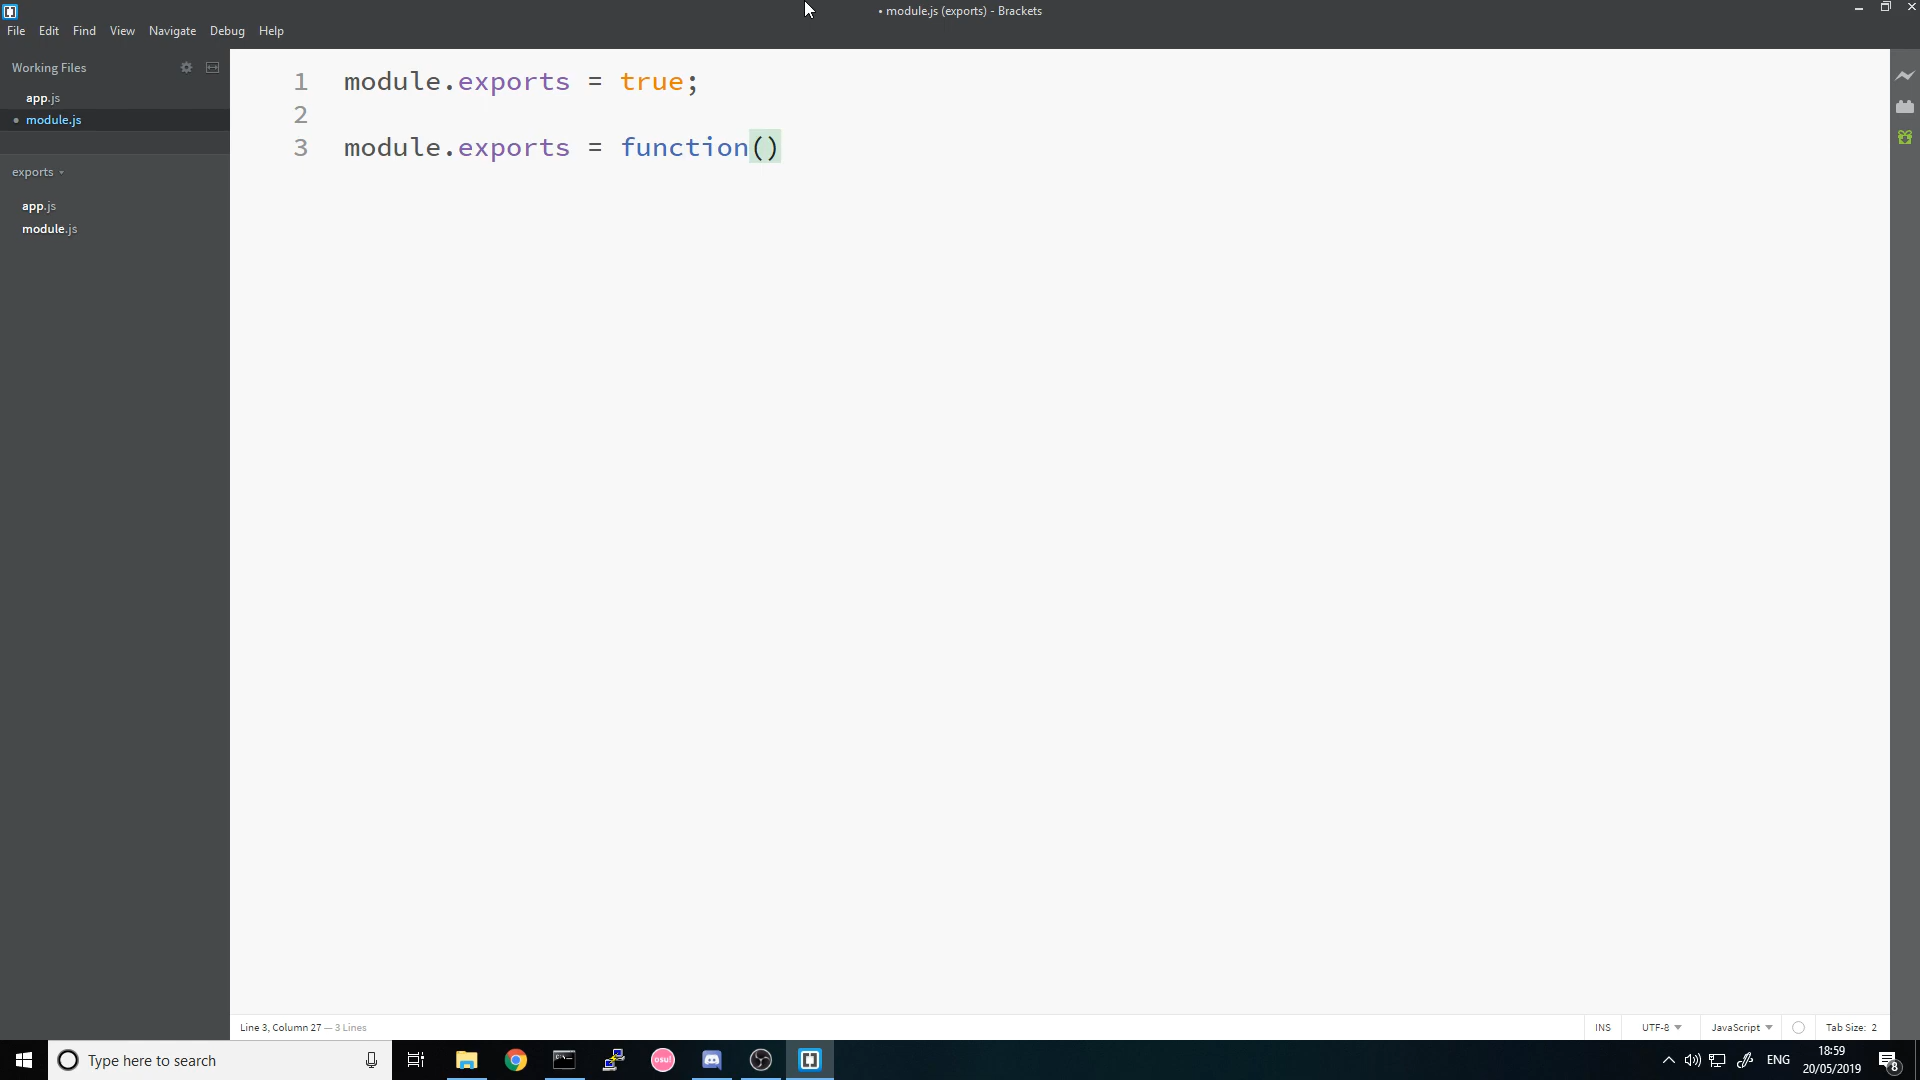 • module.js (exports) - Brackets
File Edit Find View Navigate Debug Help
Working Files
app.js
• module.js
exports
app.js
module.js
1 module.exports = true;
2
3 module.exports = function()
Line 3, Column 27 — 3 Lines
INS UTF-8 JavaScript Tab Size: 2
Type here to search
osu!
ENG
18:59
20/05/2019
8